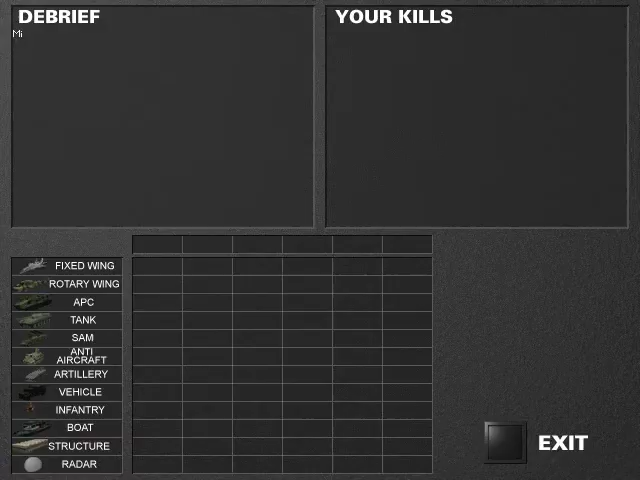 DEBRIEF
Mi
YOUR KILLS
FIXED WING
ROTARY WING
APC
TANK
SAM
ANTI
AIRCRAFT
ARTILLERY
VEHICLE
INFANTRY
BOAT
STRUCTURE
RADAR
EXIT